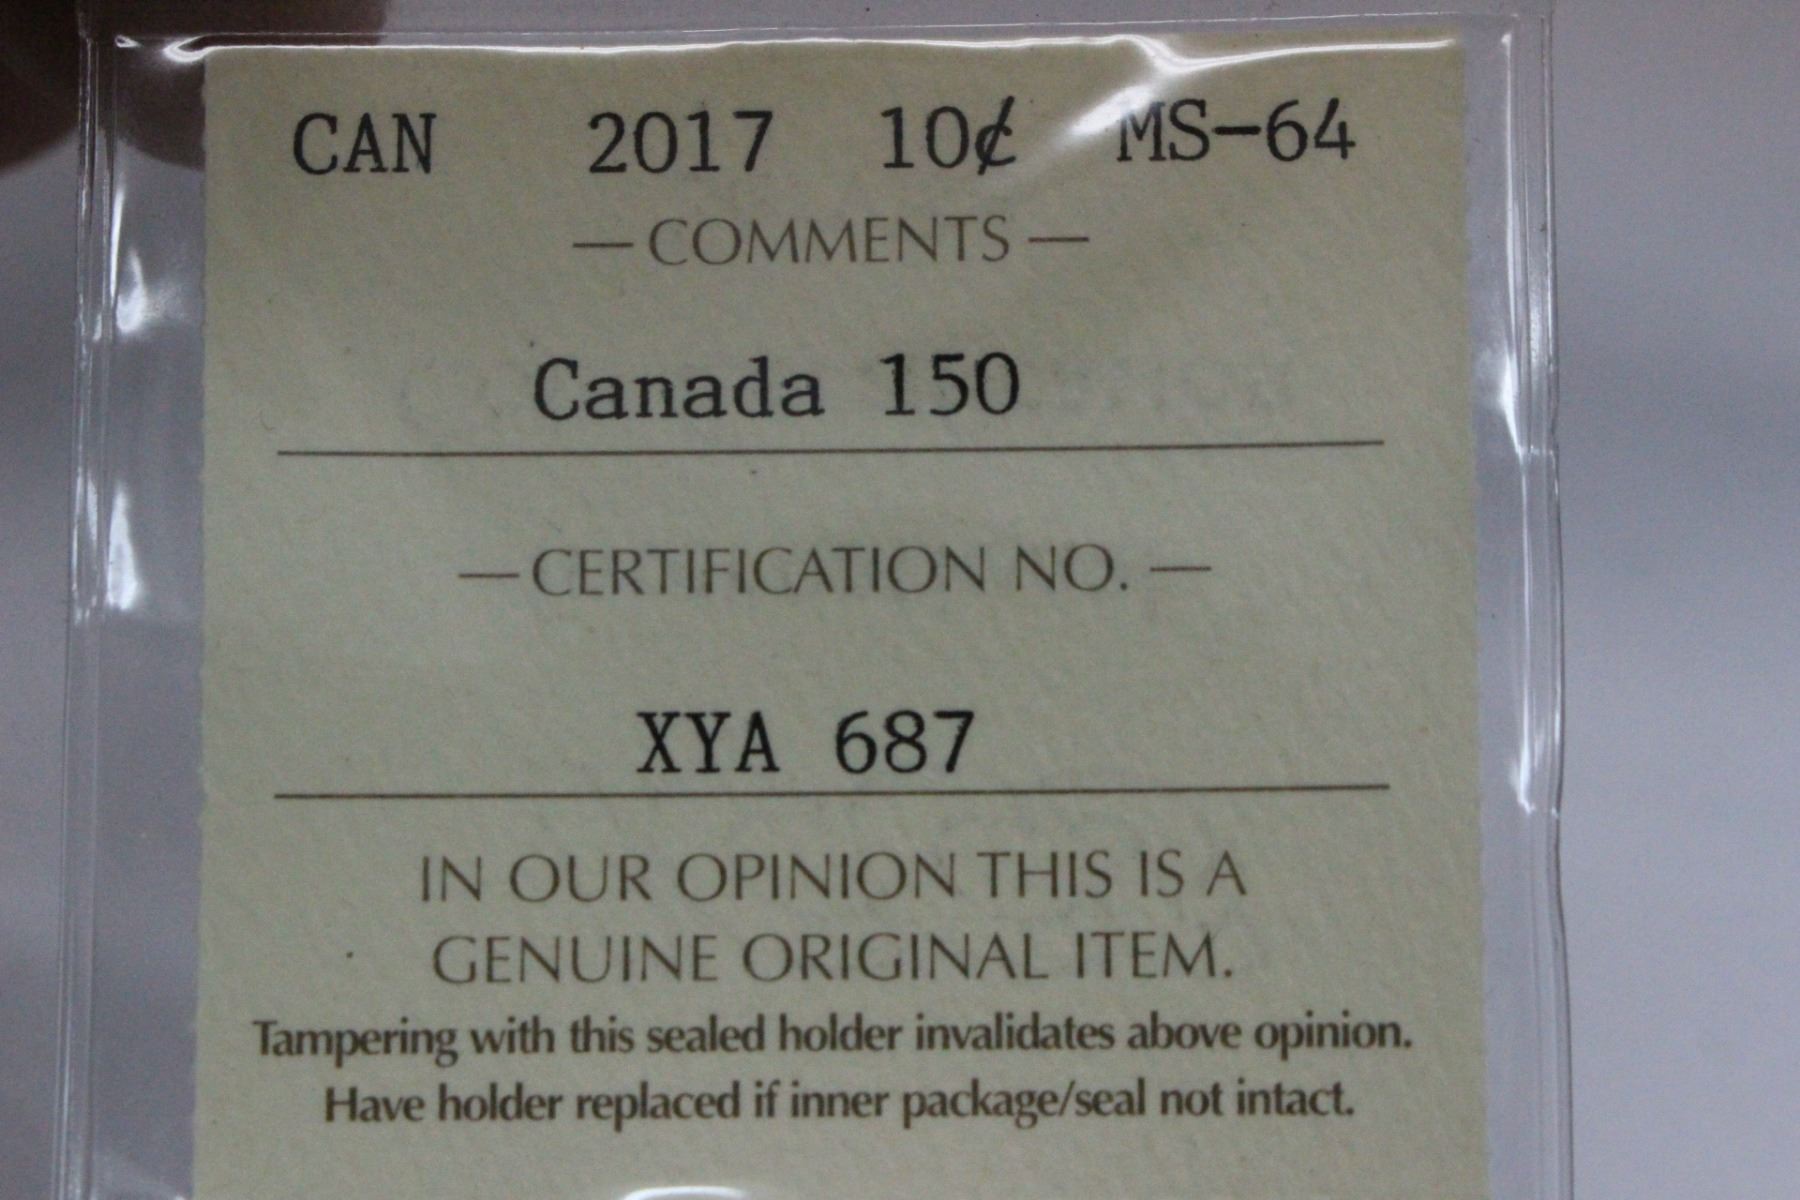 CAN 2017 10¢ MS-64
— COMMENTS —
Canada 150
— CERTIFICATION NO. —
XYA 687
IN OUR OPINION THIS IS A
GENUINE ORIGINAL ITEM.
Tampering with this sealed holder invalidates above opinion.
Have holder replaced if inner package/seal not intact.